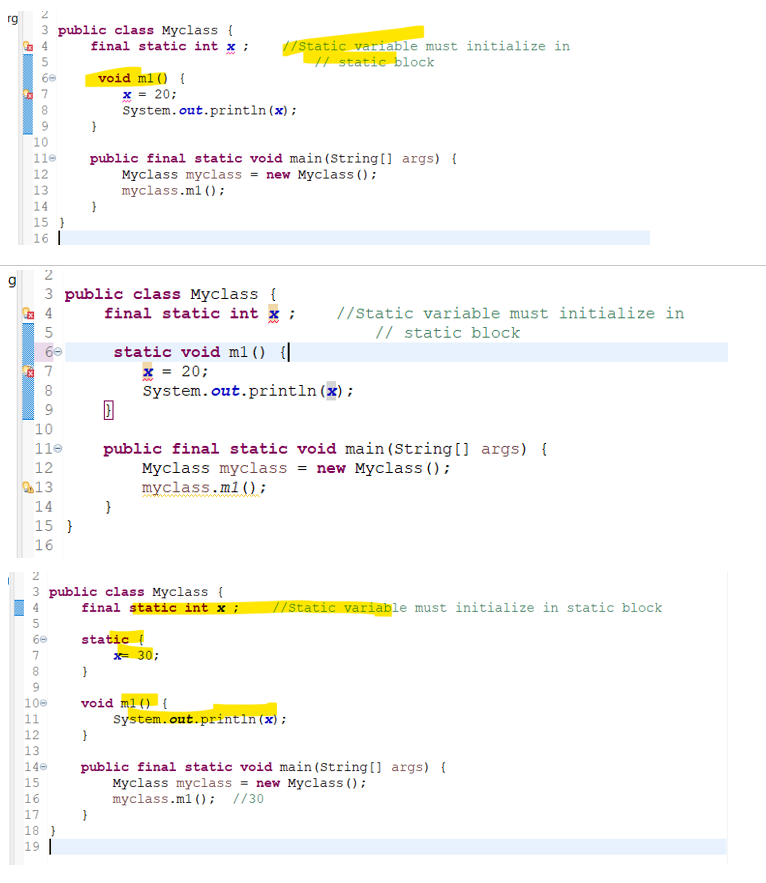 rg
2
3 public class Myclass {
4 final static int x ; //Static variable must initialize in
5 // static block
6 void m1() {
7 x = 20;
8 System.out.println(x);
9 }
10
11 public final static void main(String[] args) {
12 Myclass myclass = new Myclass();
13 myclass.m1();
14 }
15 }
16
g
2
3 public class Myclass {
4 final static int x ; //Static variable must initialize in
5 // static block
6 static void m1() {
7 x = 20;
8 System.out.println(x);
9 }
10
11 public final static void main(String[] args) {
12 Myclass myclass = new Myclass();
13 myclass.m1();
14 }
15 }
16
2
3 public class Myclass {
4 final static int x ; //Static variable must initialize in static block
5
6 static {
7 x= 30;
8 }
9
10 void m1() {
11 System.out.println(x);
12 }
13
14 public final static void main(String[] args) {
15 Myclass myclass = new Myclass();
16 myclass.m1(); //30
17 }
18 }
19